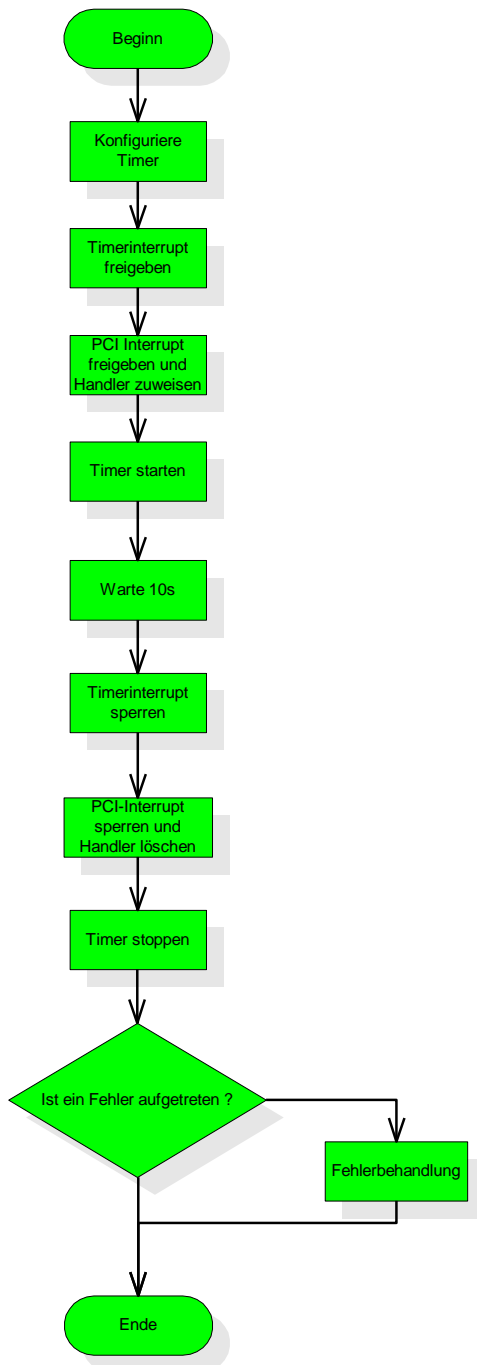 Beginn
Konfiguriere
Timer
Timerinterrupt
freigeben
PCI Interrupt
freigeben und
Handler zuweisen
Timer starten
Warte 10s
Timerinterrupt
sperren
PCI-Interrupt
sperren und
Handler löschen
Timer stoppen
Ist ein Fehler aufgetreten ?
Fehlerbehandlung
Ende